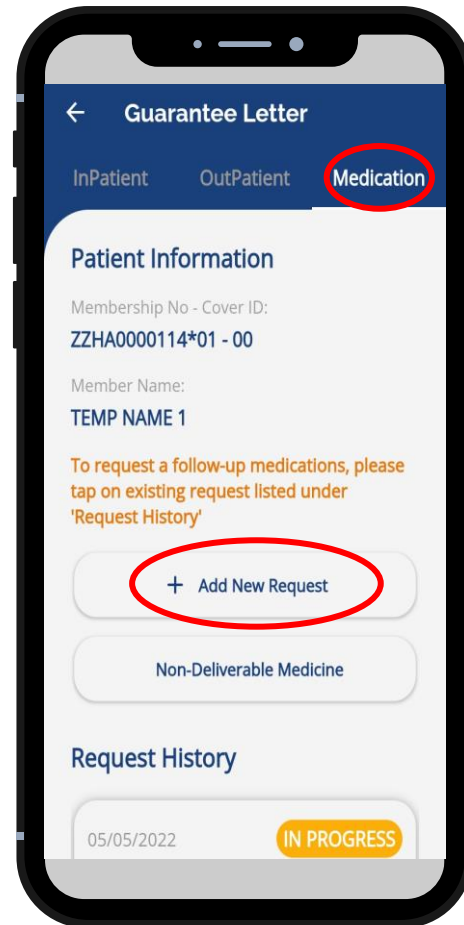 Guarantee Letter
InPatient OutPatient Medication
Patient Information
Membership No - Cover ID:
ZZHA0000114*01 - 00
Member Name:
TEMP NAME 1
To request a follow-up medications, please
tap on existing request listed under
'Request History'
+ Add New Request
Non-Deliverable Medicine
Request History
05/05/2022 IN PROGRESS